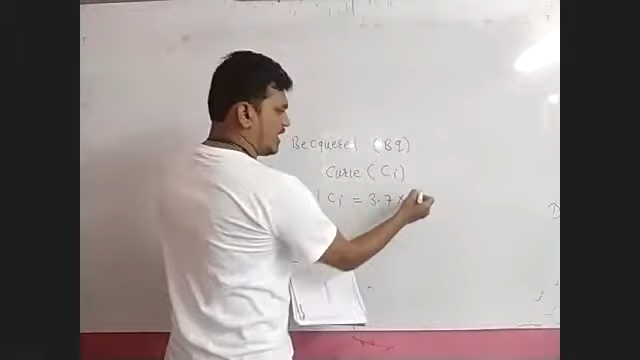 Becquerel (Bq)
Curie (Ci)
1 Ci = 3.7 ×